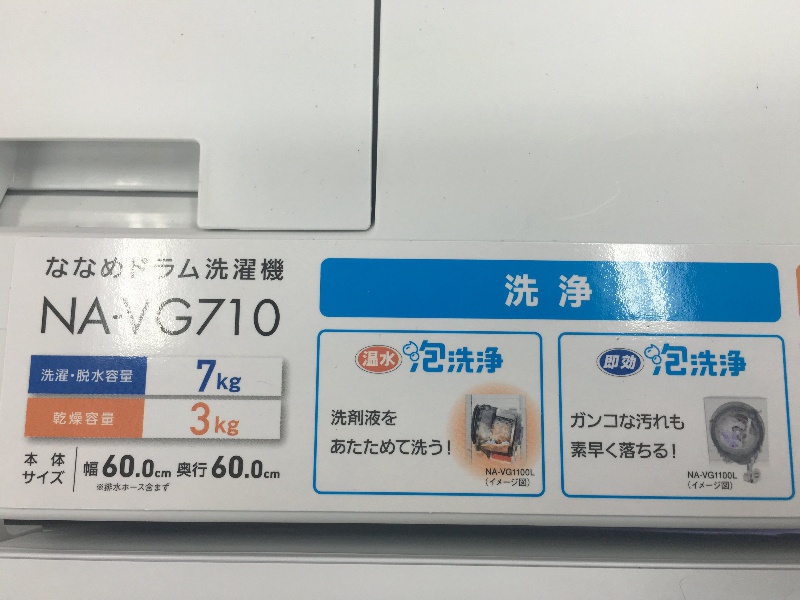 ななめドラム洗濯機
NA-VG710
洗濯・脱水容量 7kg
乾燥容量 3kg
本体サイズ 幅60.0cm 奥行60.0cm
※排水ホース含まず
洗浄
温水 泡洗浄
洗剤液を
あたためて洗う!
NA-VG1100L
(イメージ図)
即効 泡洗浄
ガンコな汚れも
素早く落ちる!
NA-VG1100L
(イメージ図)